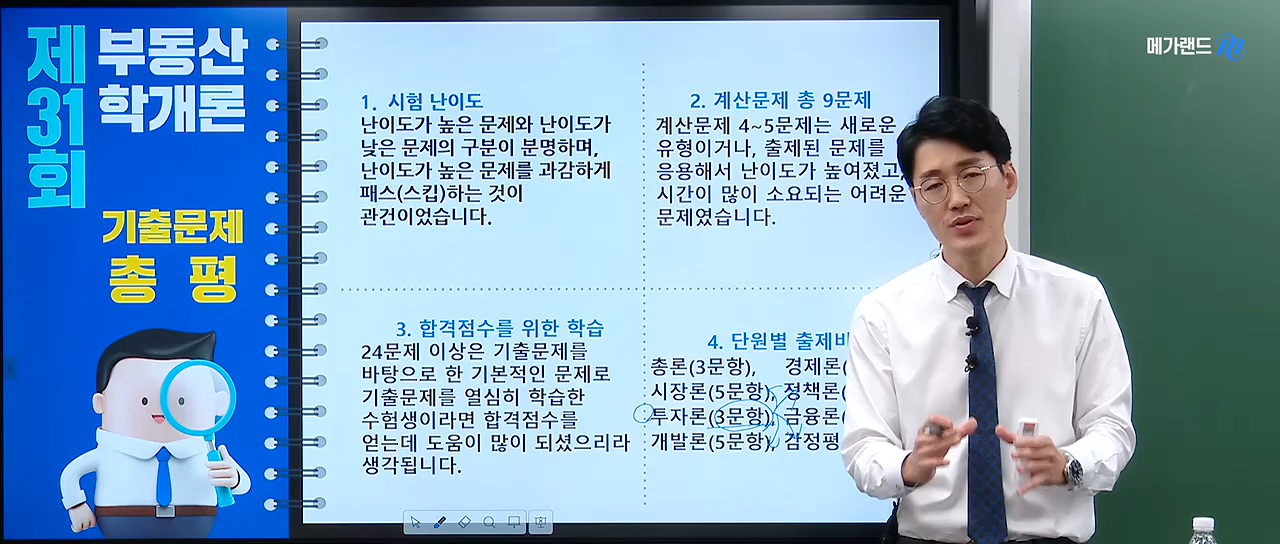 제
31
회
부동산
학개론
기출문제
총 평
1. 시험 난이도
난이도가 높은 문제와 난이도가
낮은 문제의 구분이 분명하며,
난이도가 높은 문제를 과감하게
패스(스킵)하는 것이
관건이었습니다.
2. 계산문제 총 9문제
계산문제 4~5문제는 새로운
유형이거나, 출제된 문제를
응용해서 난이도가 높여졌고,
시간이 많이 소요되는 어려운
문제였습니다.
3. 합격점수를 위한 학습
24문제 이상은 기출문제를
바탕으로 한 기본적인 문제로
기출문제를 열심히 학습한
수험생이라면 합격점수를
얻는데 도움이 많이 되셨으리라
생각됩니다.
4. 단원별 출제비
총론(3문항), 경제론(
시장론(5문항), 정책론(
투자론(3문항), 금융론(
개발론(5문항), 감정평
메가랜드